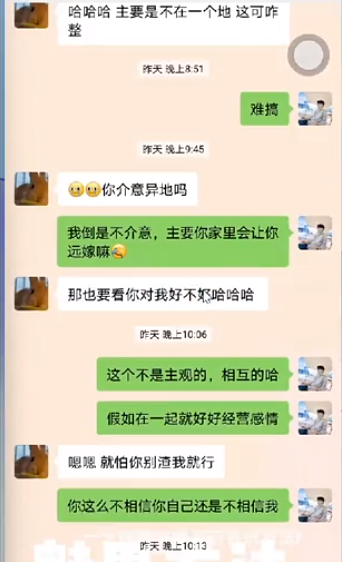 哈哈哈 主要是不在一个地 这可咋
整
昨天 晚上8:51
难搞
昨天 晚上9:45
你介意异地吗
我倒是不介意，主要你家里会让你
远嫁嘛
那也要看你对我好不好哈哈哈
昨天 晚上10:06
这个不是主观的，相互的哈
假如在一起就好好经营感情
嗯嗯 就怕你别渣我就行
你这么不相信你自己还是不相信我
昨天 晚上10:13